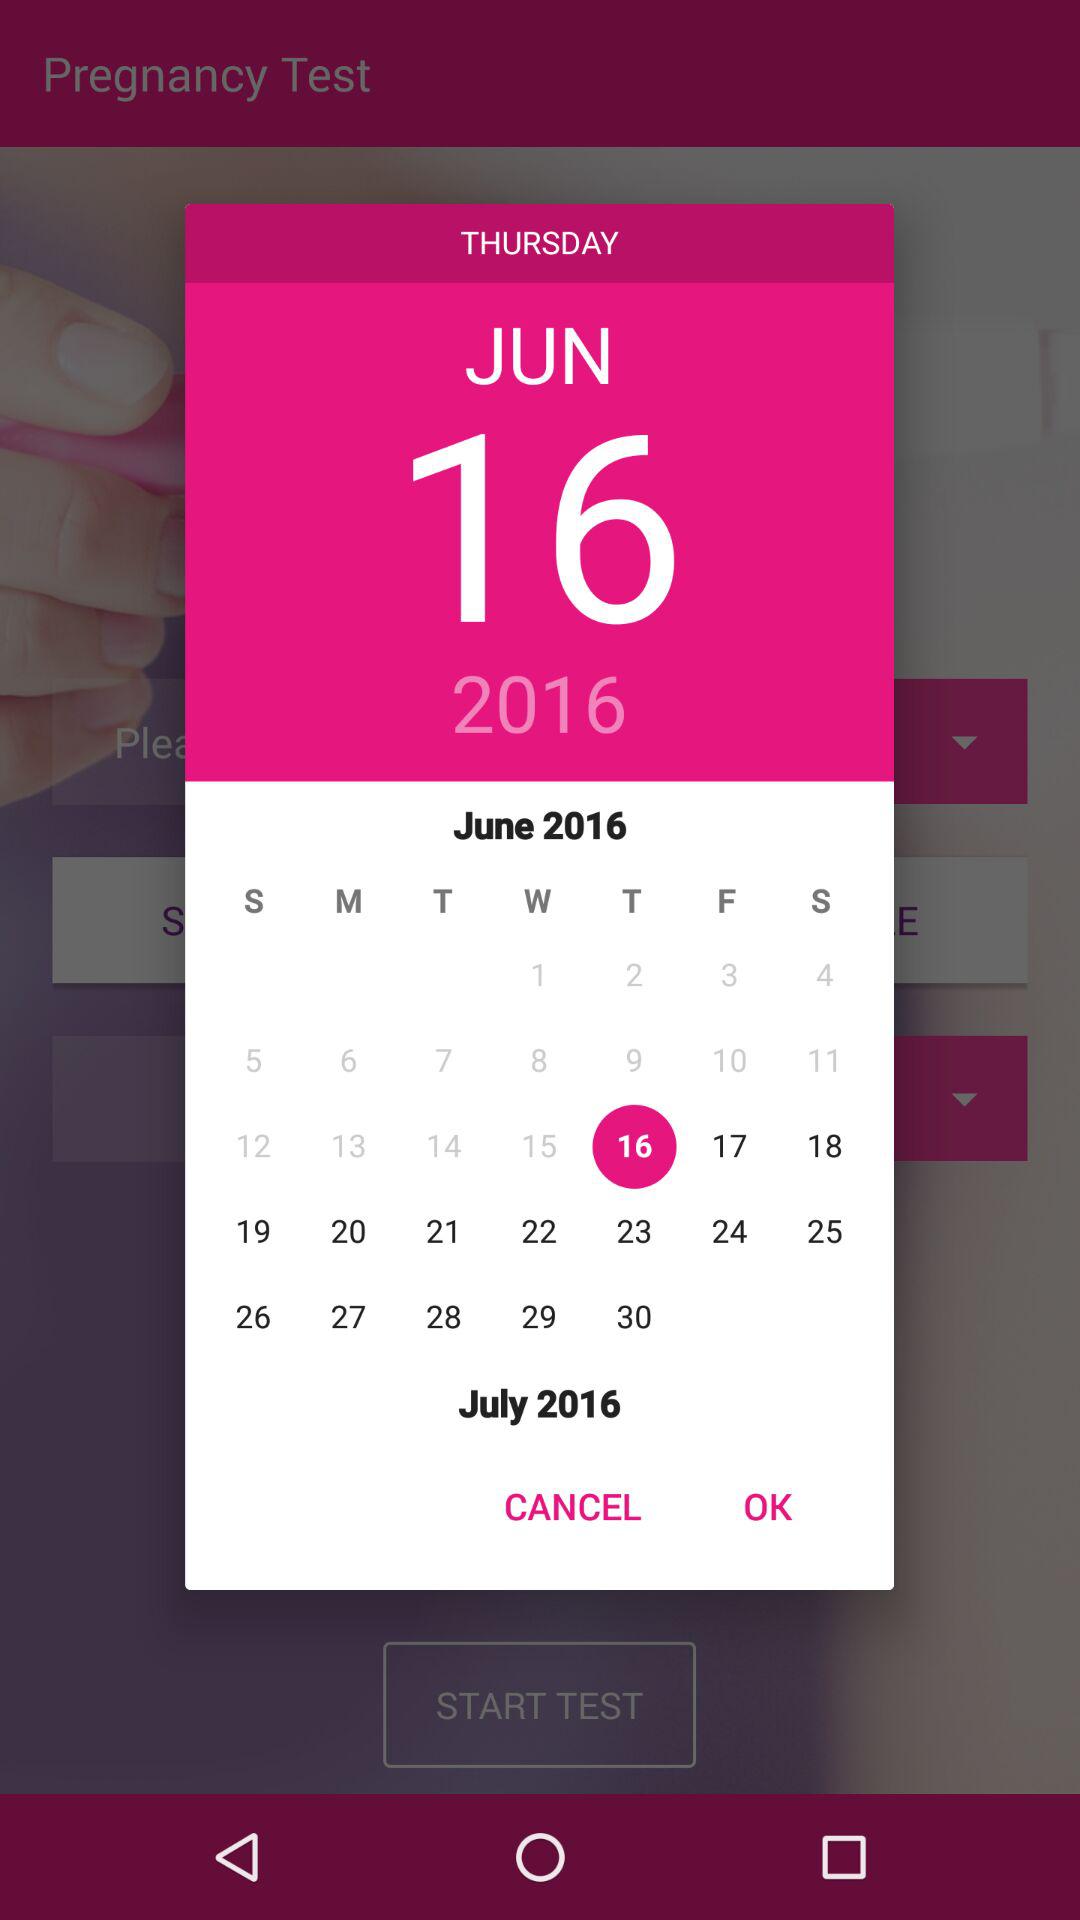 Pregnancy Test
THURSDAY
JUN
16
2016
June 2016
S M T W T F S
1 2 3 4
5 6 7 8 9 10 11
12 13 14 15 16 17 18
19 20 21 22 23 24 25
26 27 28 29 30
July 2016
CANCEL OK
START TEST